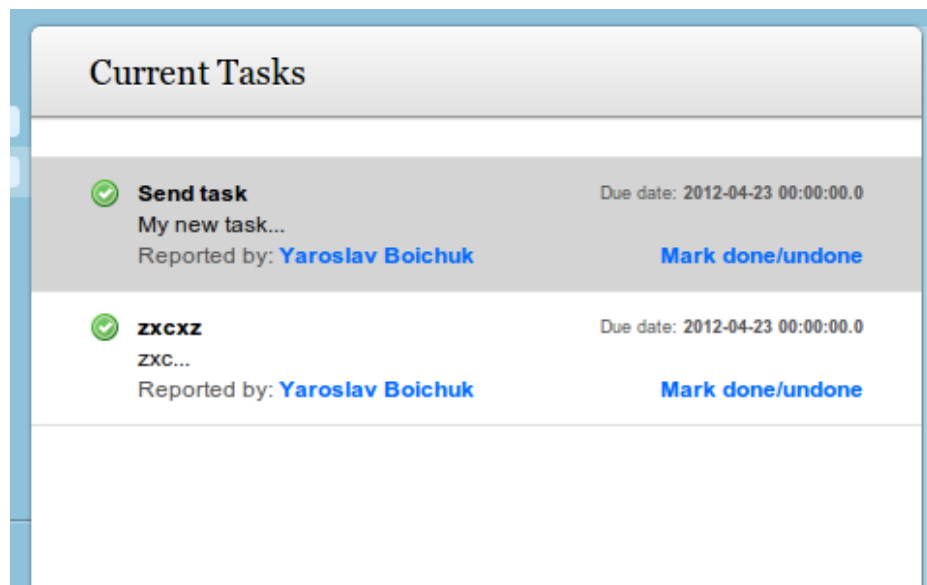 Current Tasks
Send task
Due date: 2012-04-23 00:00:00.0
My new task...
Reported by: Yaroslav Boichuk
Mark done/undone
zxcxz
Due date: 2012-04-23 00:00:00.0
zxc...
Reported by: Yaroslav Boichuk
Mark done/undone